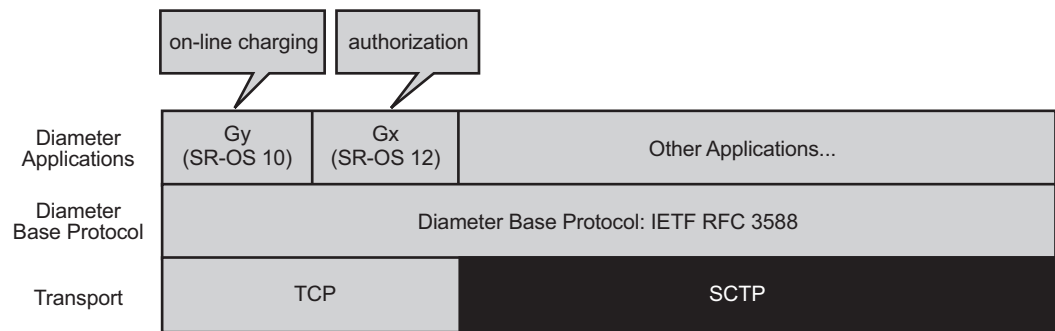 on-line charging
authorization
Diameter
Applications
Gy
(SR-OS 10)
Gx
(SR-OS 12)
Other Applications...
Diameter
Base Protocol
Diameter Base Protocol: IETF RFC 3588
Transport
TCP
SCTP